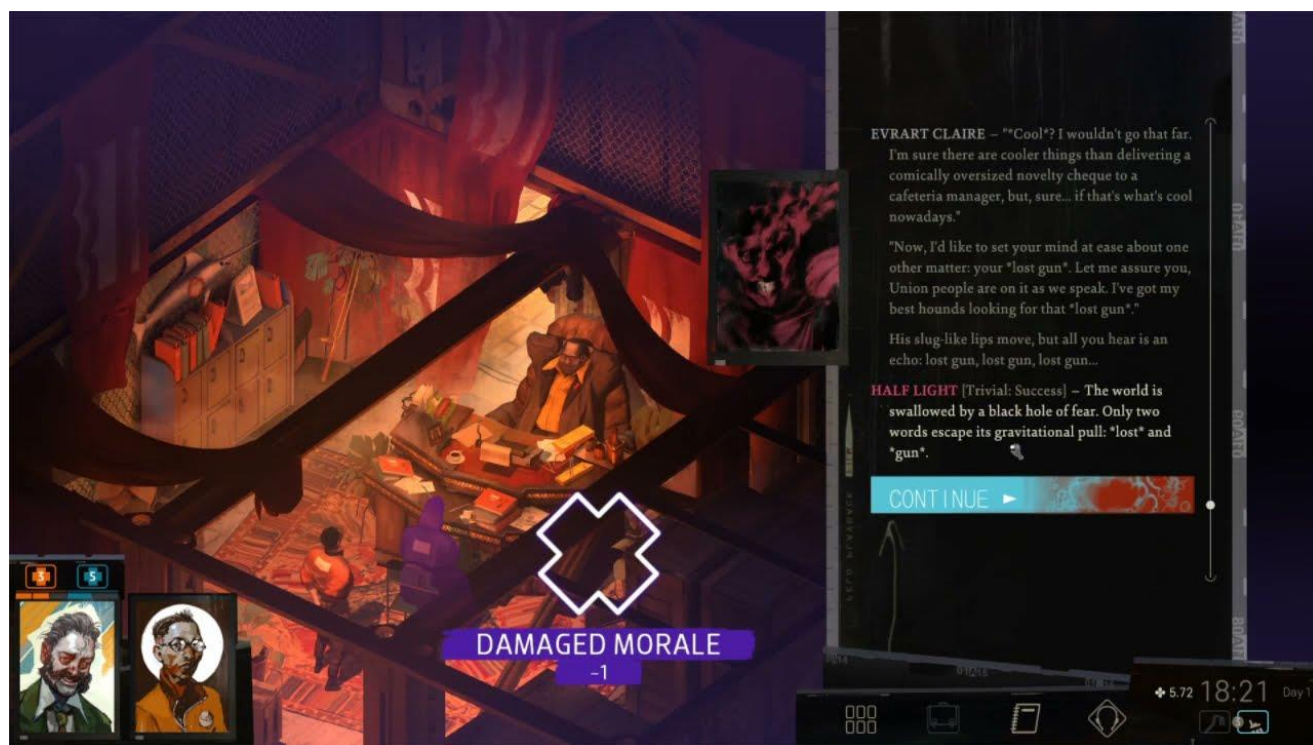 EVRART CLAIRE – "*Cool*? I wouldn't go that far.
I'm sure there are cooler things than delivering a
comically oversized novelty cheque to a
cafeteria manager, but, sure... if that's what's cool
nowadays."
"Now, I'd like to set your mind at ease about one
other matter: your *lost gun*. Let me assure you,
Union people are on it as we speak. I've got my
best hounds looking for that *lost gun*."
His slug-like lips move, but all you hear is an
echo: lost gun, lost gun, lost gun...
HALF LIGHT [Trivial: Success] – The world is
swallowed by a black hole of fear. Only two
words escape its gravitational pull: *lost* and
*gun*.
CONTINUE
DAMAGED MORALE
–1
3
5
5.72 18:21 Day 1